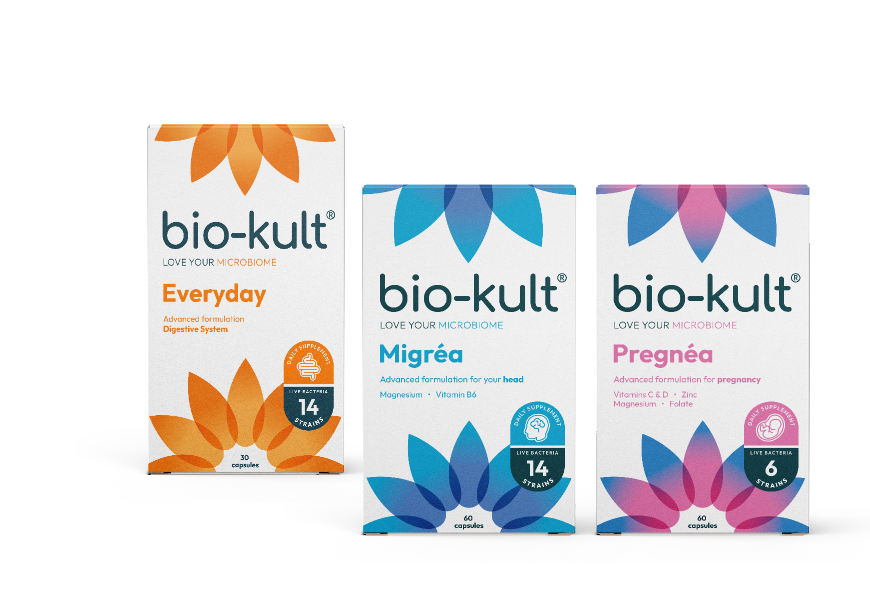 bio-kult®
LOVE YOUR MICROBIOME
Everyday
Advanced formulation
Digestive System
DAILY SUPPLEMENT
LIVE BACTERIA
14
STRAINS
30
capsules
bio-kult®
LOVE YOUR MICROBIOME
Migréa
Advanced formulation for your head
Magnesium • Vitamin B6
DAILY SUPPLEMENT
LIVE BACTERIA
14
STRAINS
60
capsules
bio-kult®
LOVE YOUR MICROBIOME
Pregnéa
Advanced formulation for pregnancy
Vitamins C & D • Zinc
Magnesium • Folate
DAILY SUPPLEMENT
LIVE BACTERIA
6
STRAINS
60
capsules